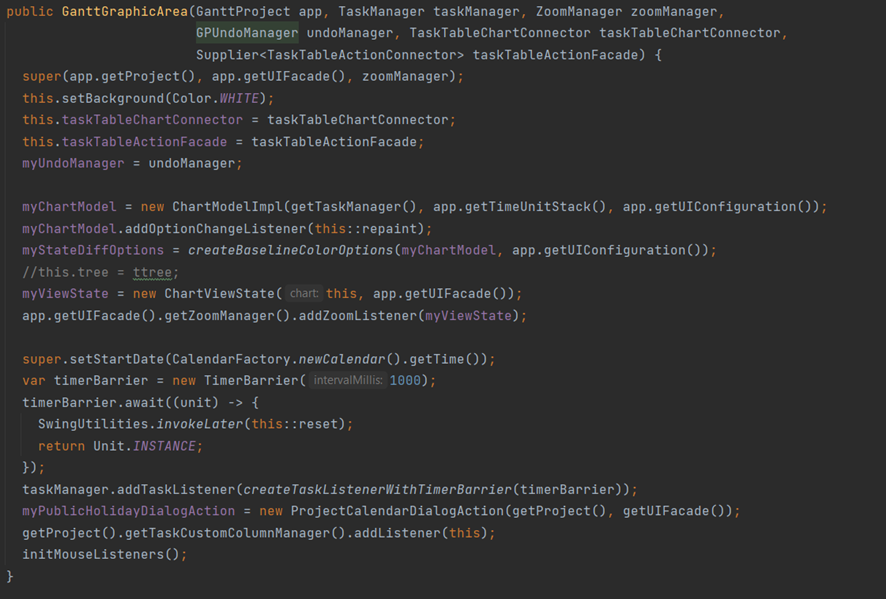 public GanttGraphicArea(GanttProject app, TaskManager taskManager, ZoomManager zoomManager,
GPUndoManager undoManager, TaskTableChartConnector taskTableChartConnector,
Supplier<TaskTableActionConnector> taskTableActionFacade) {
super(app.getProject(), app.getUIFacade(), zoomManager);
this.setBackground(Color.WHITE);
this.taskTableChartConnector = taskTableChartConnector;
this.taskTableActionFacade = taskTableActionFacade;
myUndoManager = undoManager;
myChartModel = new ChartModelImpl(getTaskManager(), app.getTimeUnitStack(), app.getUIConfiguration());
myChartModel.addOptionChangeListener(this::repaint);
myStateDiffOptions = createBaselineColorOptions(myChartModel, app.getUIConfiguration());
//this.tree = ttree;
myViewState = new ChartViewState( chart: this, app.getUIFacade());
app.getUIFacade().getZoomManager().addZoomListener(myViewState);
super.setStartDate(CalendarFactory.newCalendar().getTime());
var timerBarrier = new TimerBarrier( intervalMillis: 1000);
timerBarrier.await((unit) -> {
SwingUtilities.invokeLater(this::reset);
return Unit.INSTANCE;
});
taskManager.addTaskListener(createTaskListenerWithTimerBarrier(timerBarrier));
myPublicHolidayDialogAction = new ProjectCalendarDialogAction(getProject(), getUIFacade());
getProject().getTaskCustomColumnManager().addListener(this);
initMouseListeners();
}